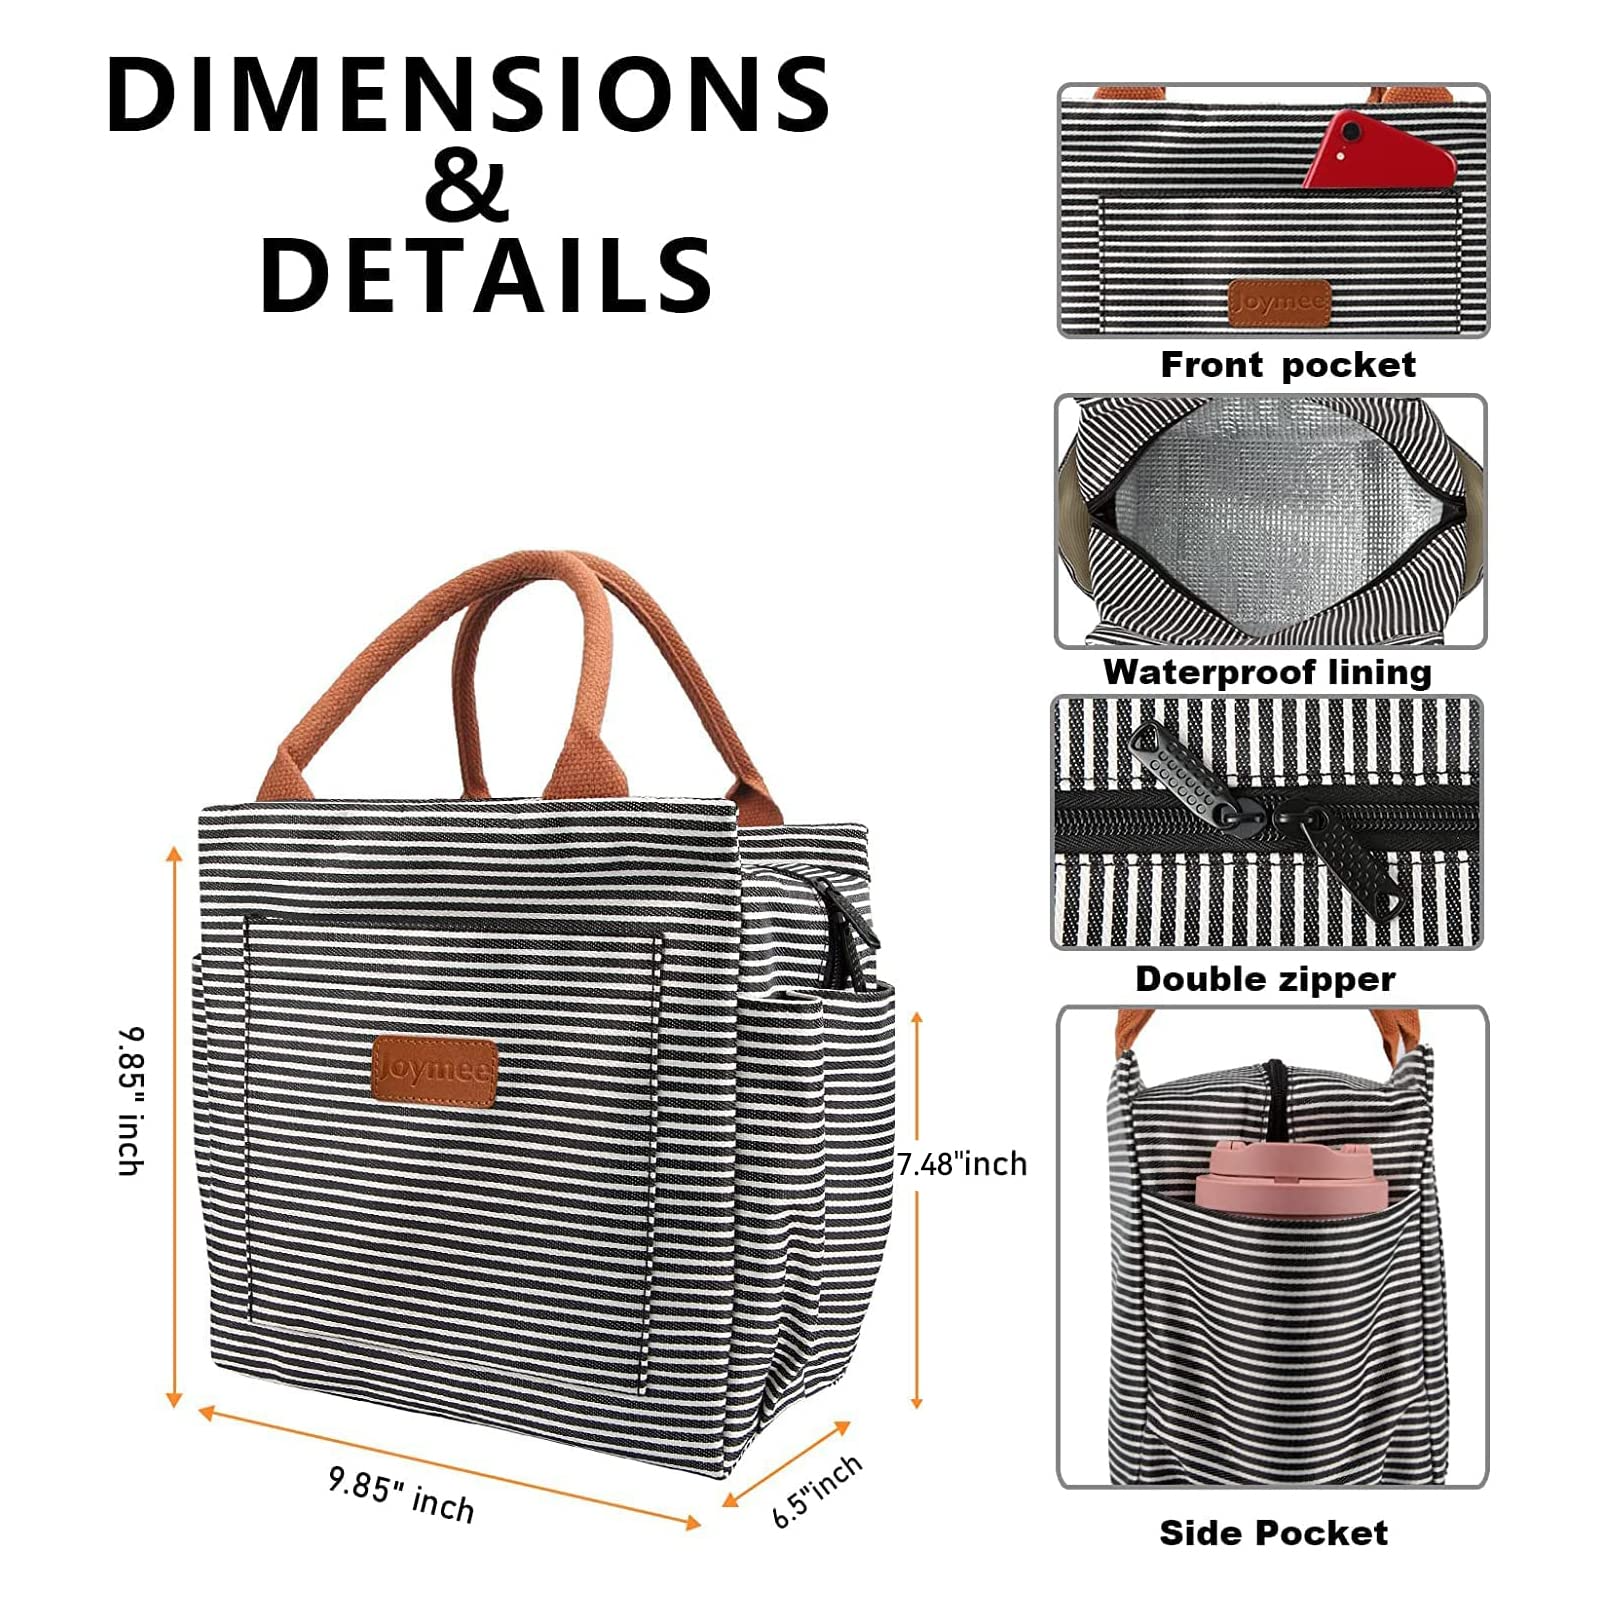 DIMENSIONS
&
DETAILS
Joymee
Front pocket
Waterproof lining
Double zipper
Joymee
9.85" inch
7.48"inch
9.85" inch
6.5"inch
Side Pocket